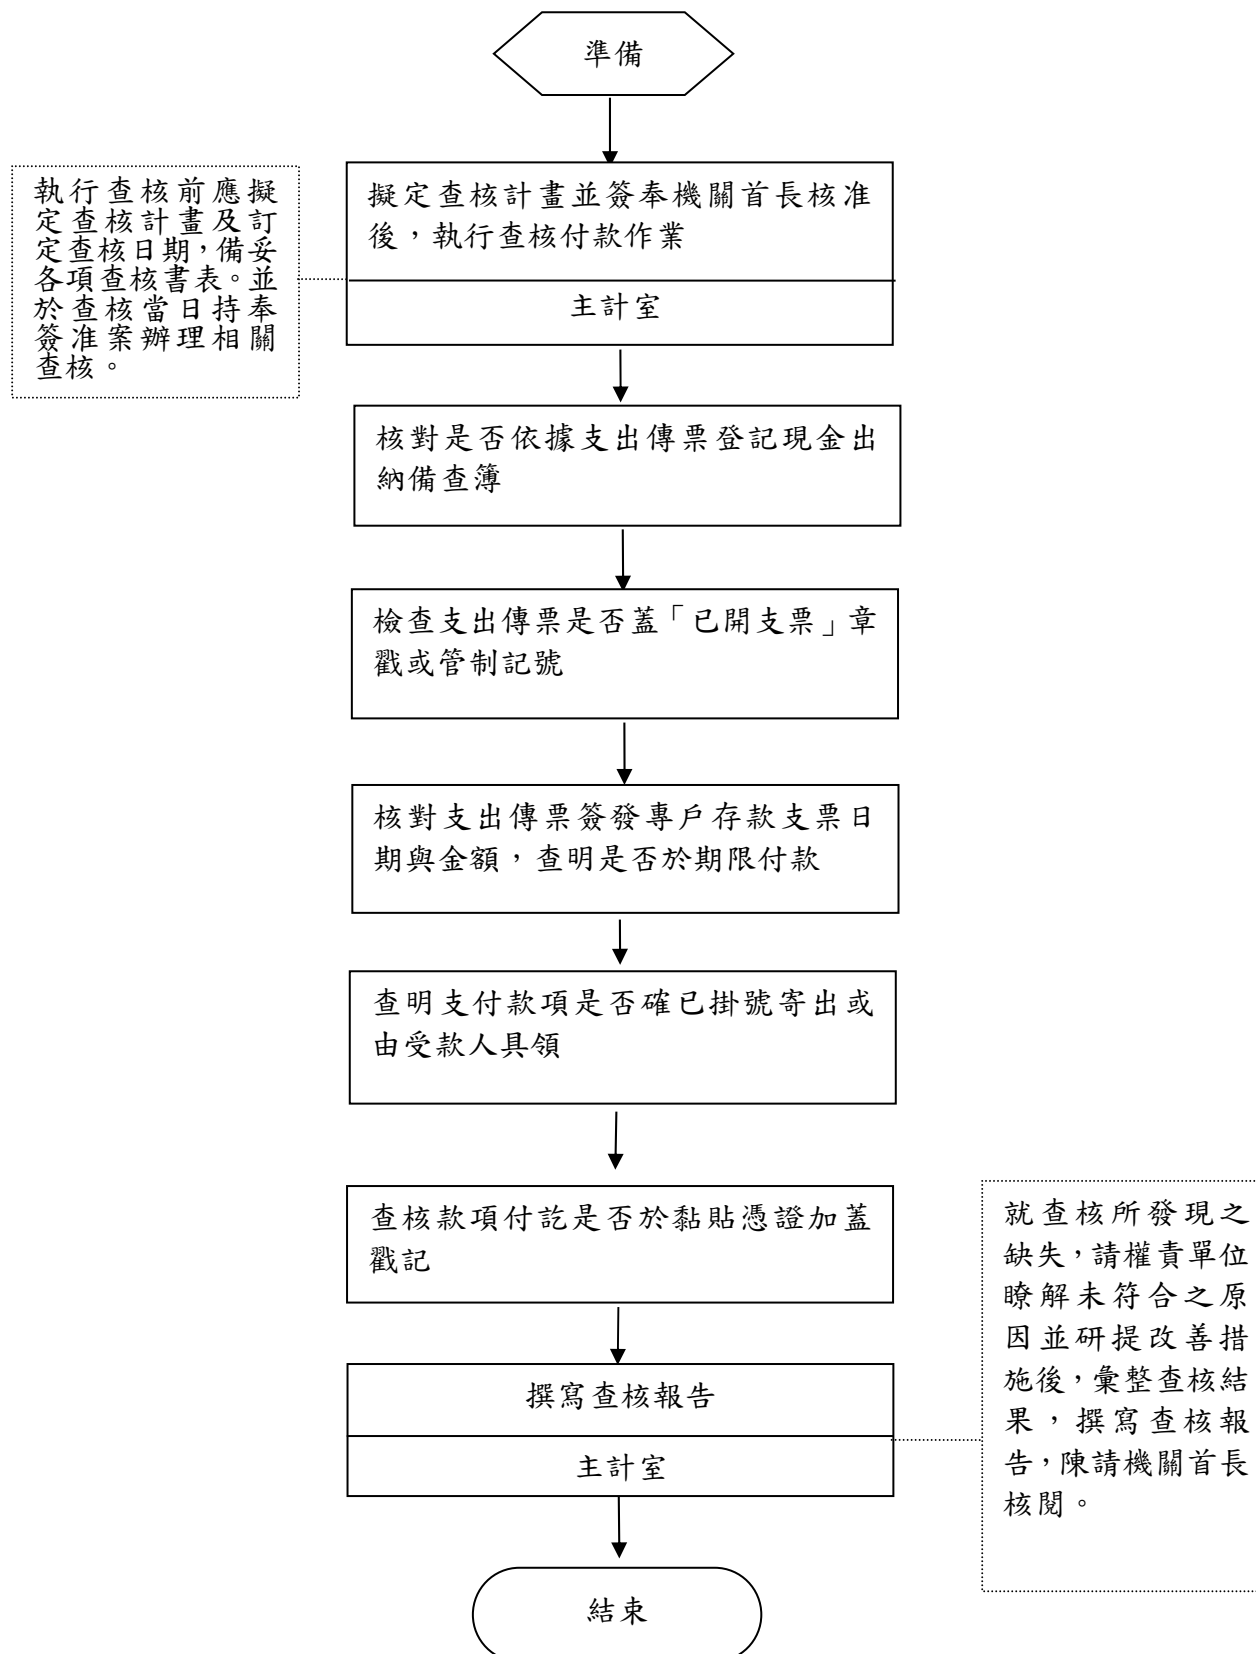 準備
擬定查核計畫並簽奉機關首長核准
後，執行查核付款作業
主計室
執行查核前應擬
定查核計畫及訂
定查核日期，備妥
各項查核書表。並
於查核當日持奉
簽准案辦理相關
查核。
核對是否依據支出傳票登記現金出
納備查簿
檢查支出傳票是否蓋「已開支票」章
戳或管制記號
核對支出傳票簽發專戶存款支票日
期與金額，查明是否於期限付款
查明支付款項是否確已掛號寄出或
由受款人具領
查核款項付訖是否於黏貼憑證加蓋
戳記
撰寫查核報告
主計室
就查核所發現之
缺失，請權責單位
瞭解未符合之原
因並研提改善措
施後，彙整查核結
果，撰寫查核報
告，陳請機關首長
核閱。
結束